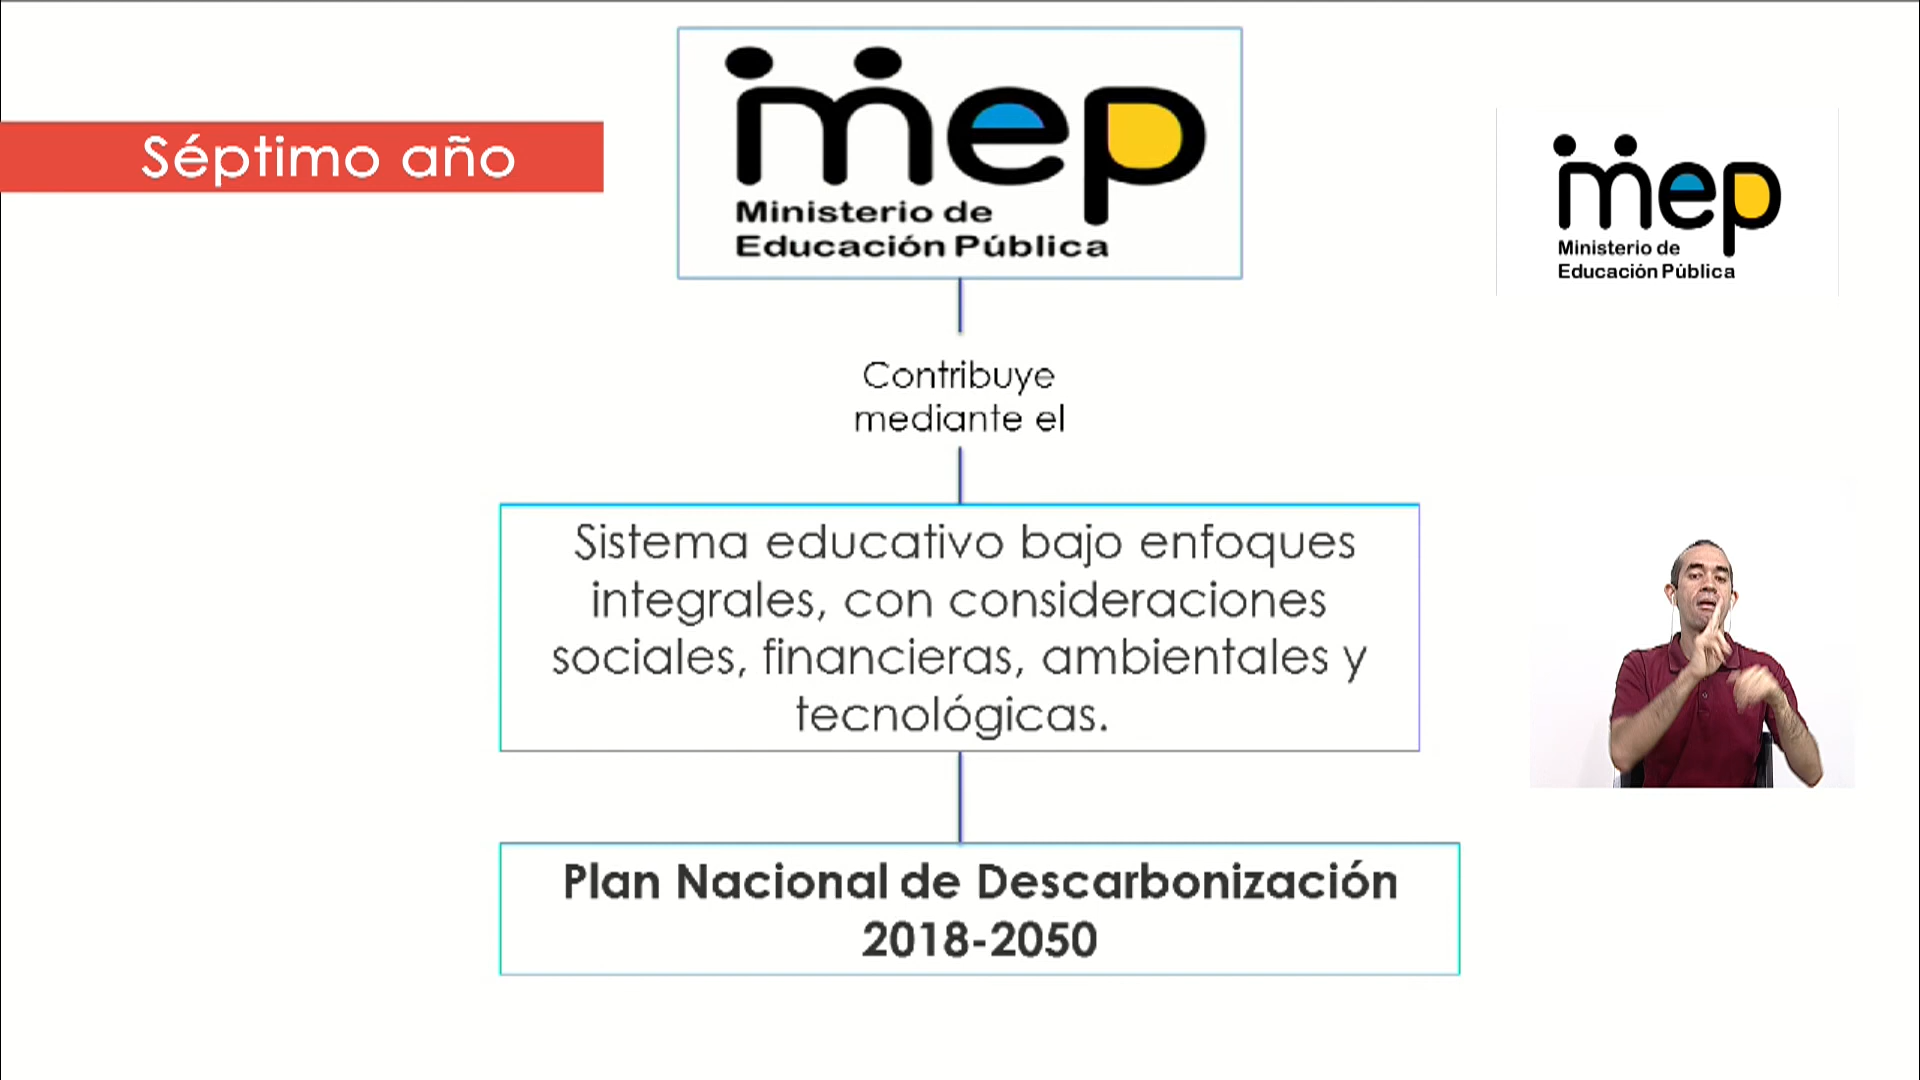 Séptimo año
mep
Ministerio de
Educación Pública
mep
Ministerio de
Educación Pública
Contribuye
mediante el
Sistema educativo bajo enfoques
integrales, con consideraciones
sociales, financieras, ambientales y
tecnológicas.
Plan Nacional de Descarbonización
2018-2050